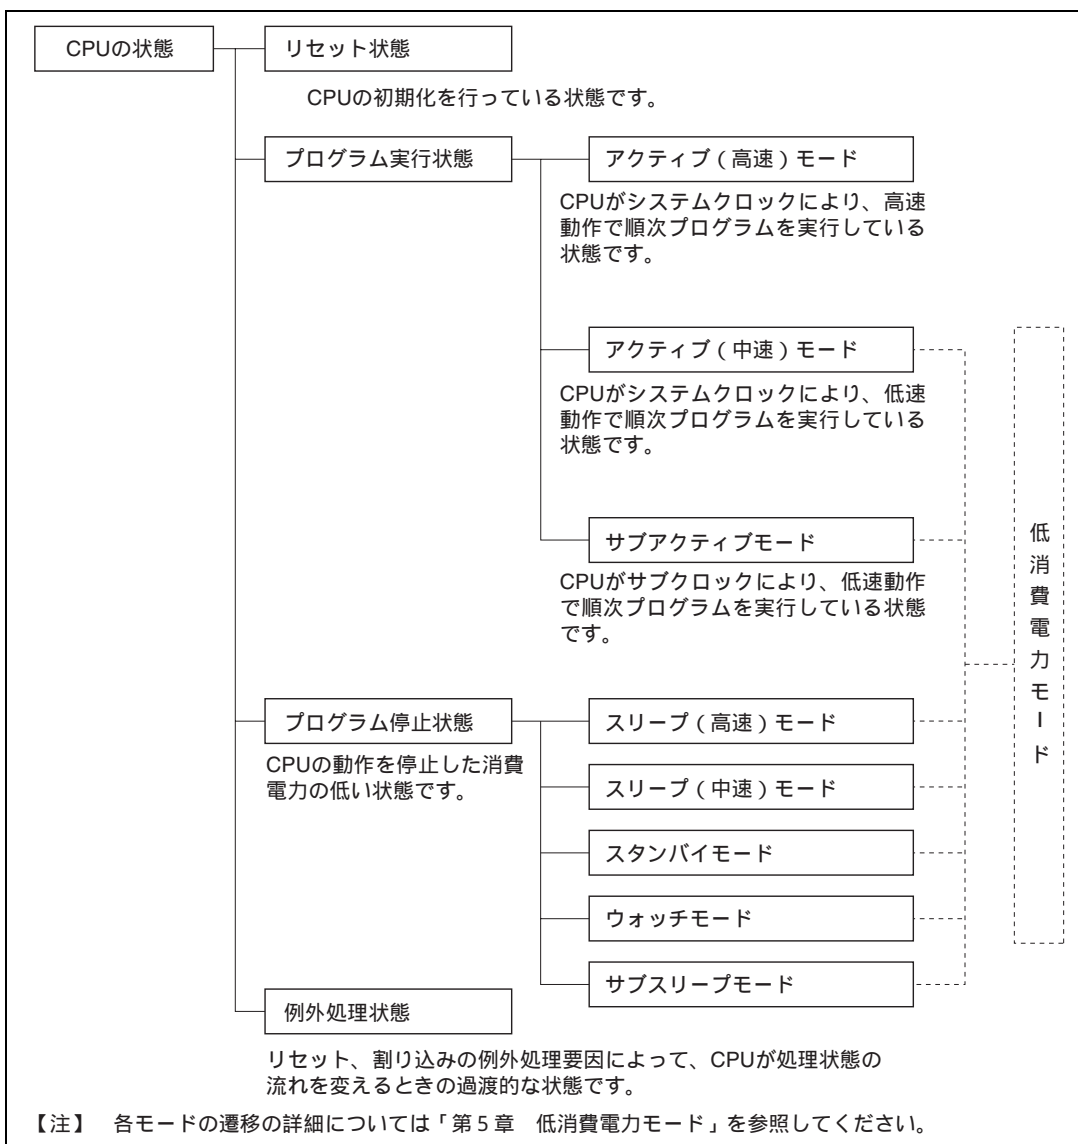 CPUの状態
リセット状態
CPUの初期化を行っている状態です。
プログラム実行状態
アクティブ(高速)モード
CPUがシステムクロックにより、高速
動作で順次プログラムを実行している
状態です。
アクティブ(中速)モード
CPUがシステムクロックにより、低速
動作で順次プログラムを実行している
状態です。
サブアクティブモード
CPUがサブクロックにより、低速動作
で順次プログラムを実行している状態
です。
低消費電力モード
プログラム停止状態
CPUの動作を停止した消費
電力の低い状態です。
スリープ(高速)モード
スリープ(中速)モード
スタンバイモード
ウォッチモード
サブスリープモード
例外処理状態
リセット、割り込みの例外処理要因によって、CPUが処理状態の
流れを変えるときの過渡的な状態です。
【注】 各モードの遷移の詳細については「第5章 低消費電力モード」を参照してください。